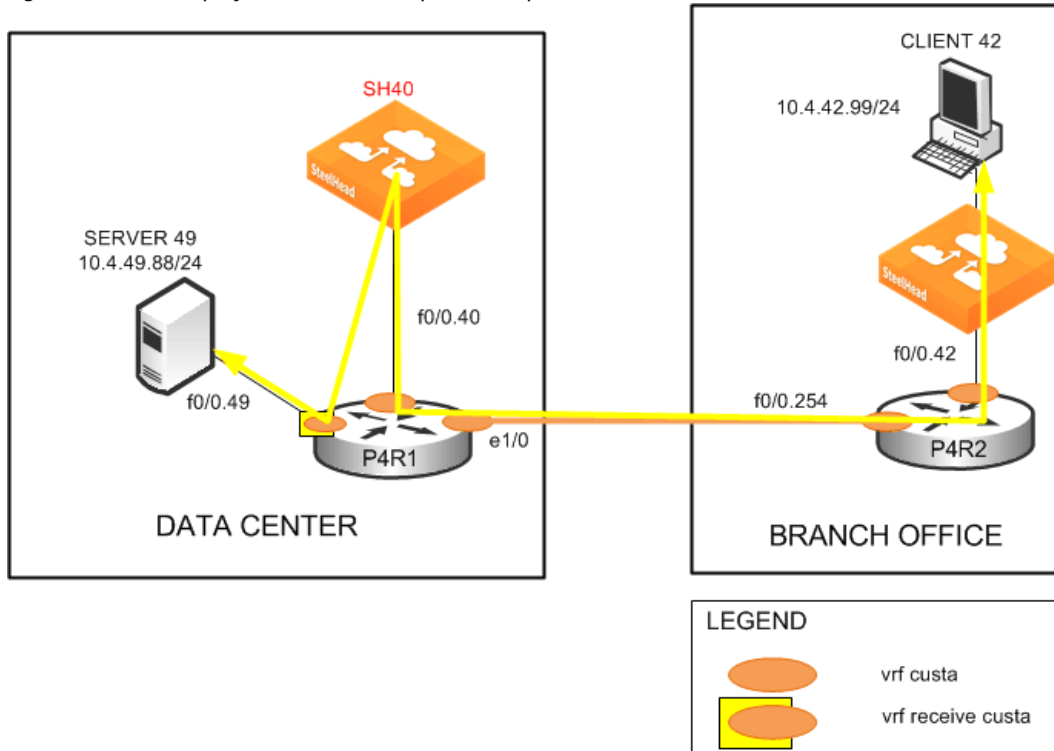 SH40
SteelHead
SERVER 49
10.4.49.88/24
f0/0.40
f0/0.49
e1/0
P4R1
DATA CENTER
CLIENT 42
10.4.42.99/24
SteelHead
f0/0.42
f0/0.254
P4R2
BRANCH OFFICE
LEGEND
vrf custa
vrf receive custa